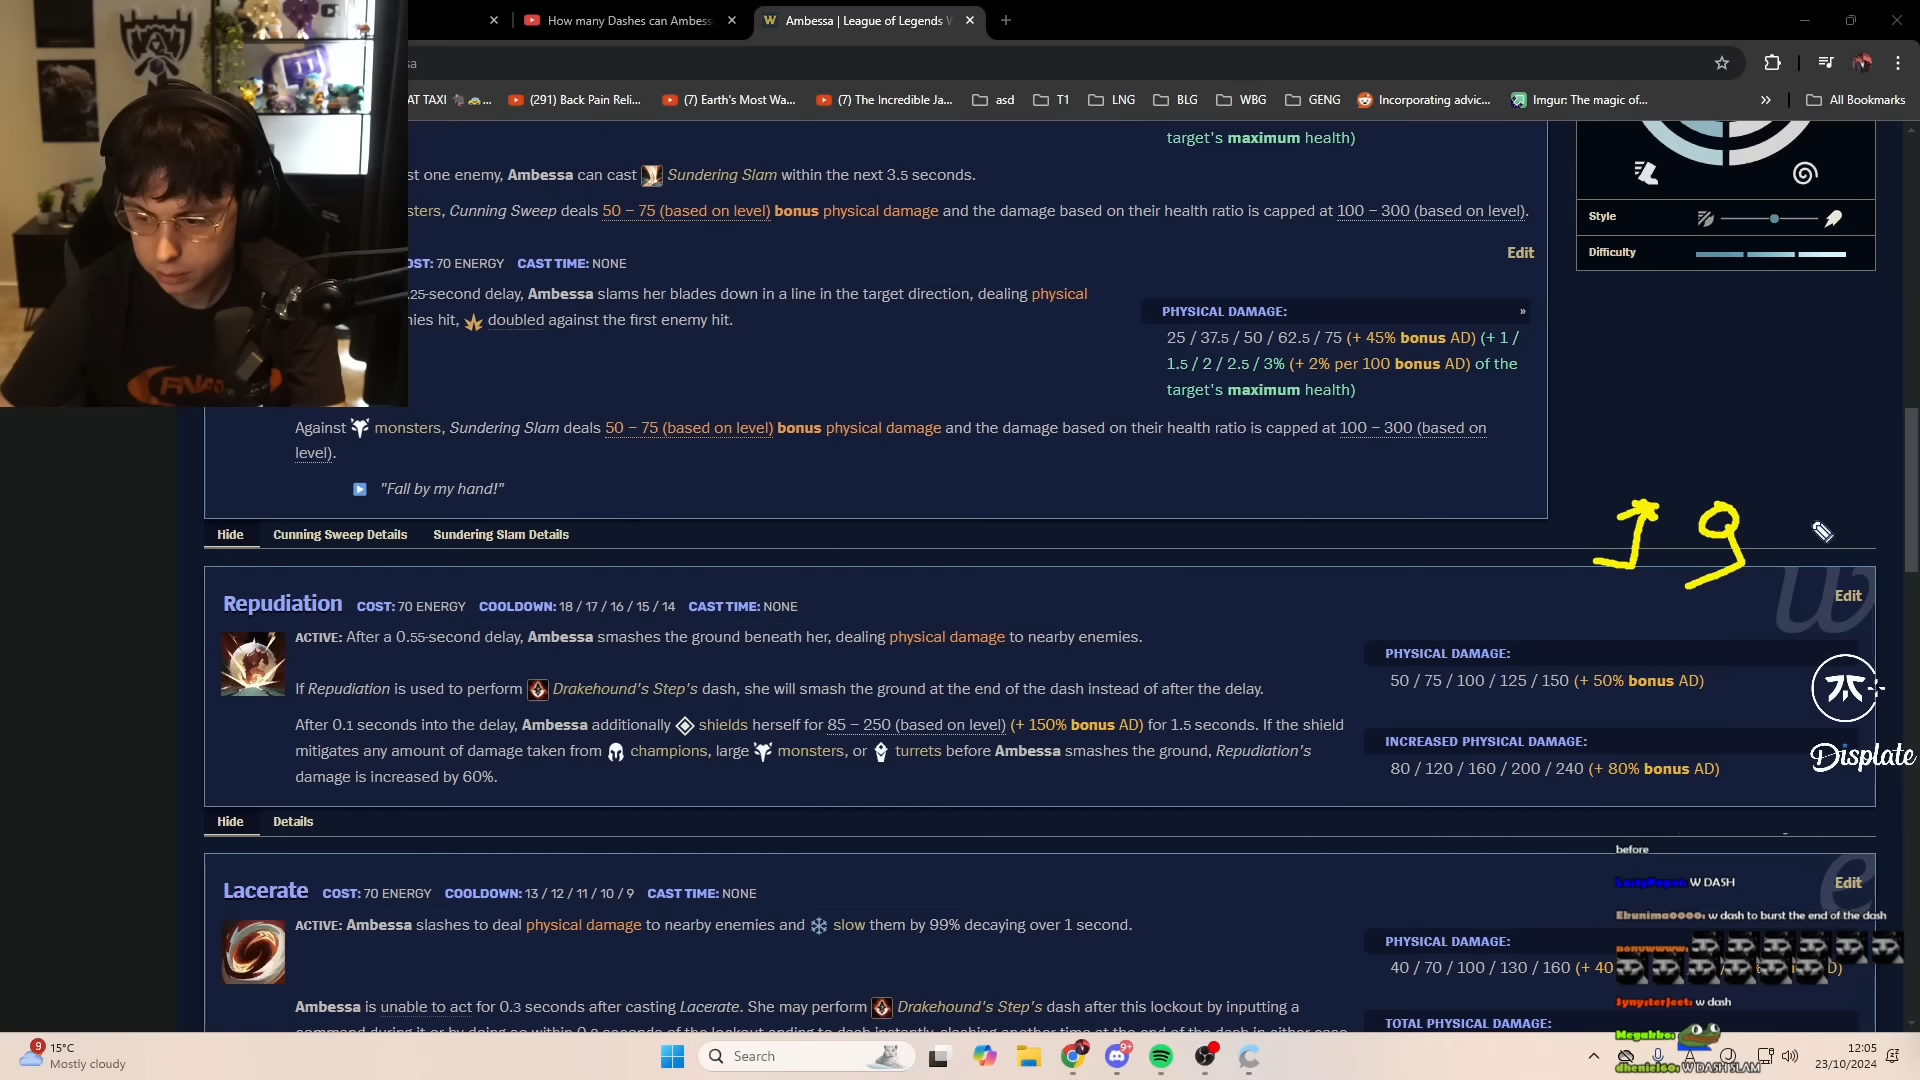 How many Dashes can Ambess
Ambessa | League of Legends W
sa
AT TAXI
(291) Back Pain Reli...
(7) Earth's Most Wa...
(7) The Incredible Ja...
asd
T1
LNG
BLG
WBG
GENG
Incorporating advic...
Imgur: The magic of...
All Bookmarks
target's maximum health)
st one enemy, Ambessa can cast Sundering Slam within the next 3.5 seconds.
sters, Cunning Sweep deals 50 – 75 (based on level) bonus physical damage and the damage based on their health ratio is capped at 100 – 300 (based on level).
Style
Difficulty
Edit
OST: 70 ENERGY CAST TIME: NONE
.25-second delay, Ambessa slams her blades down in a line in the target direction, dealing physical
nies hit, doubled against the first enemy hit.
PHYSICAL DAMAGE: »
25 / 37.5 / 50 / 62.5 / 75 (+ 45% bonus AD) (+ 1 /
1.5 / 2 / 2.5 / 3% (+ 2% per 100 bonus AD) of the
target's maximum health)
Against monsters, Sundering Slam deals 50 – 75 (based on level) bonus physical damage and the damage based on their health ratio is capped at 100 – 300 (based on
level).
"Fall by my hand!"
Hide Cunning Sweep Details Sundering Slam Details
Repudiation COST: 70 ENERGY COOLDOWN: 18 / 17 / 16 / 15 / 14 CAST TIME: NONE
W
Edit
ACTIVE: After a 0.55-second delay, Ambessa smashes the ground beneath her, dealing physical damage to nearby enemies.
If Repudiation is used to perform Drakehound's Step's dash, she will smash the ground at the end of the dash instead of after the delay.
After 0.1 seconds into the delay, Ambessa additionally shields herself for 85 – 250 (based on level) (+ 150% bonus AD) for 1.5 seconds. If the shield
mitigates any amount of damage taken from champions, large monsters, or turrets before Ambessa smashes the ground, Repudiation's
damage is increased by 60%.
PHYSICAL DAMAGE:
50 / 75 / 100 / 125 / 150 (+ 50% bonus AD)
INCREASED PHYSICAL DAMAGE:
80 / 120 / 160 / 200 / 240 (+ 80% bonus AD)
Displate
Hide Details
Lacerate COST: 70 ENERGY COOLDOWN: 13 / 12 / 11 / 10 / 9 CAST TIME: NONE
e
Edit
ACTIVE: Ambessa slashes to deal physical damage to nearby enemies and slow them by 99% decaying over 1 second.
Ambessa is unable to act for 0.3 seconds after casting Lacerate. She may perform Drakehound's Step's dash after this lockout by inputting a
PHYSICAL DAMAGE:
40 / 70 / 100 / 130 / 160 (+ 40
TOTAL PHYSICAL DAMAGE:
before
W DASH
w dash to burst the end of the dash
w dash
W DASH SLAM
9
15°C
Mostly cloudy
Search
9+
12:05
23/10/2024